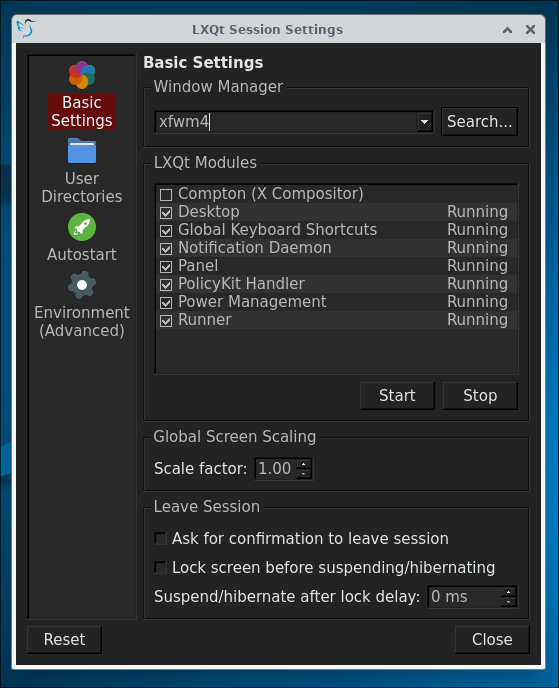 LXQt Session Settings
Basic
Settings
User
Directories
Autostart
Environment
(Advanced)
Basic Settings
Window Manager
xfwm4
Search...
LXQt Modules
Compton (X Compositor)
Desktop Running
Global Keyboard Shortcuts Running
Notification Daemon Running
Panel Running
PolicyKit Handler Running
Power Management Running
Runner Running
Start Stop
Global Screen Scaling
Scale factor: 1.00
Leave Session
Ask for confirmation to leave session
Lock screen before suspending/hibernating
Suspend/hibernate after lock delay: 0 ms
Reset Close